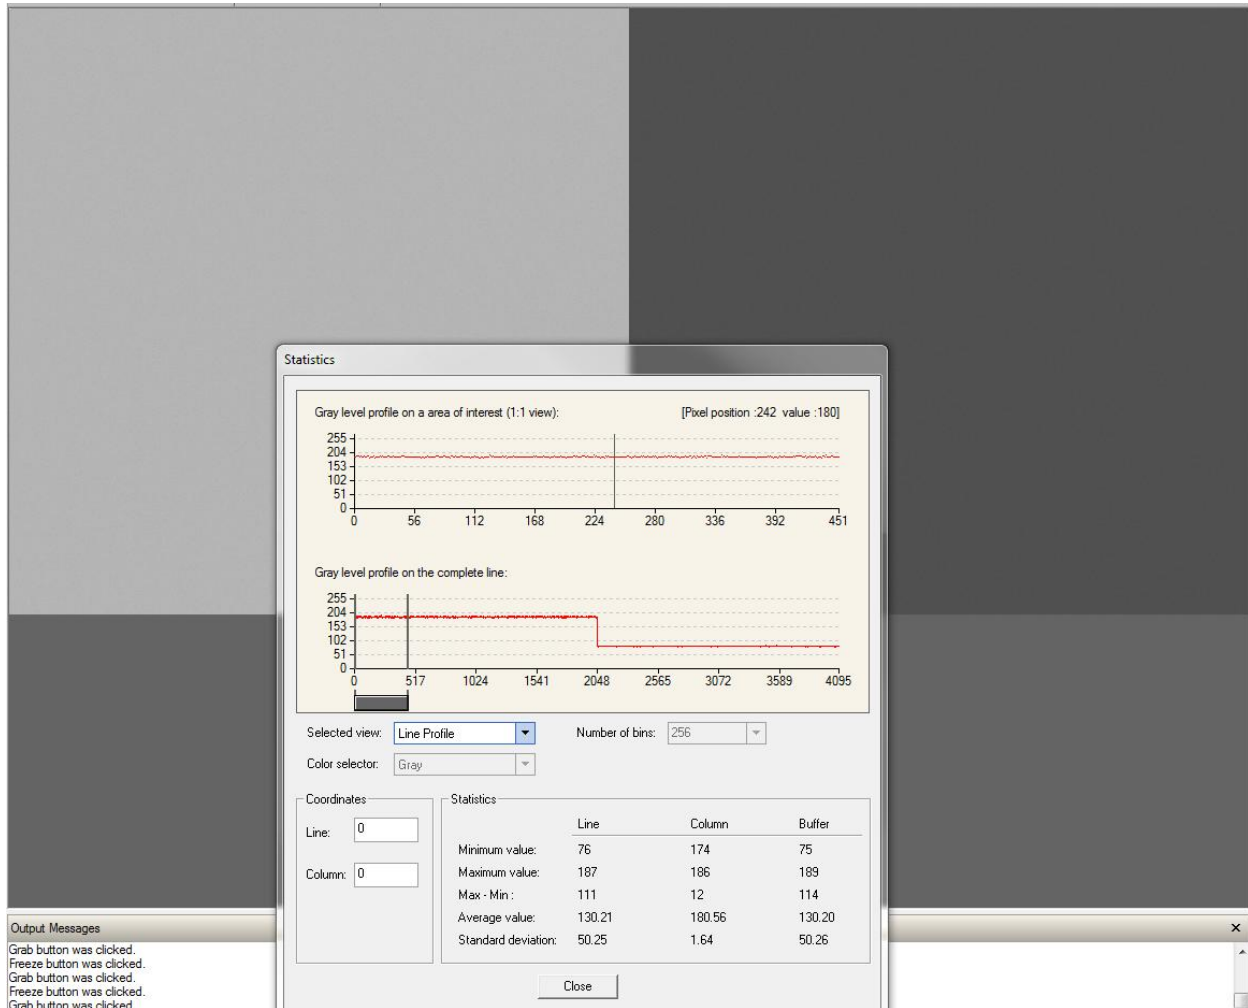 Statistics
Gray level profile on a area of interest (1:1 view): [Pixel position :242 value :180]
255
204
153
102
51
0
0 56 112 168 224 280 336 392 451
Gray level profile on the complete line:
255
204
153
102
51
0
0 517 1024 1541 2048 2565 3072 3589 4095
Selected view: Line Profile Number of bins: 256
Color selector: Gray
Coordinates
Line: 0
Column: 0
Statistics
Line Column Buffer
Minimum value: 76 174 75
Maximum value: 187 186 189
Max - Min : 111 12 114
Average value: 130.21 180.56 130.20
Standard deviation: 50.25 1.64 50.26
Close
Output Messages
Grab button was clicked.
Freeze button was clicked.
Grab button was clicked.
Freeze button was clicked.
Grab button was clicked